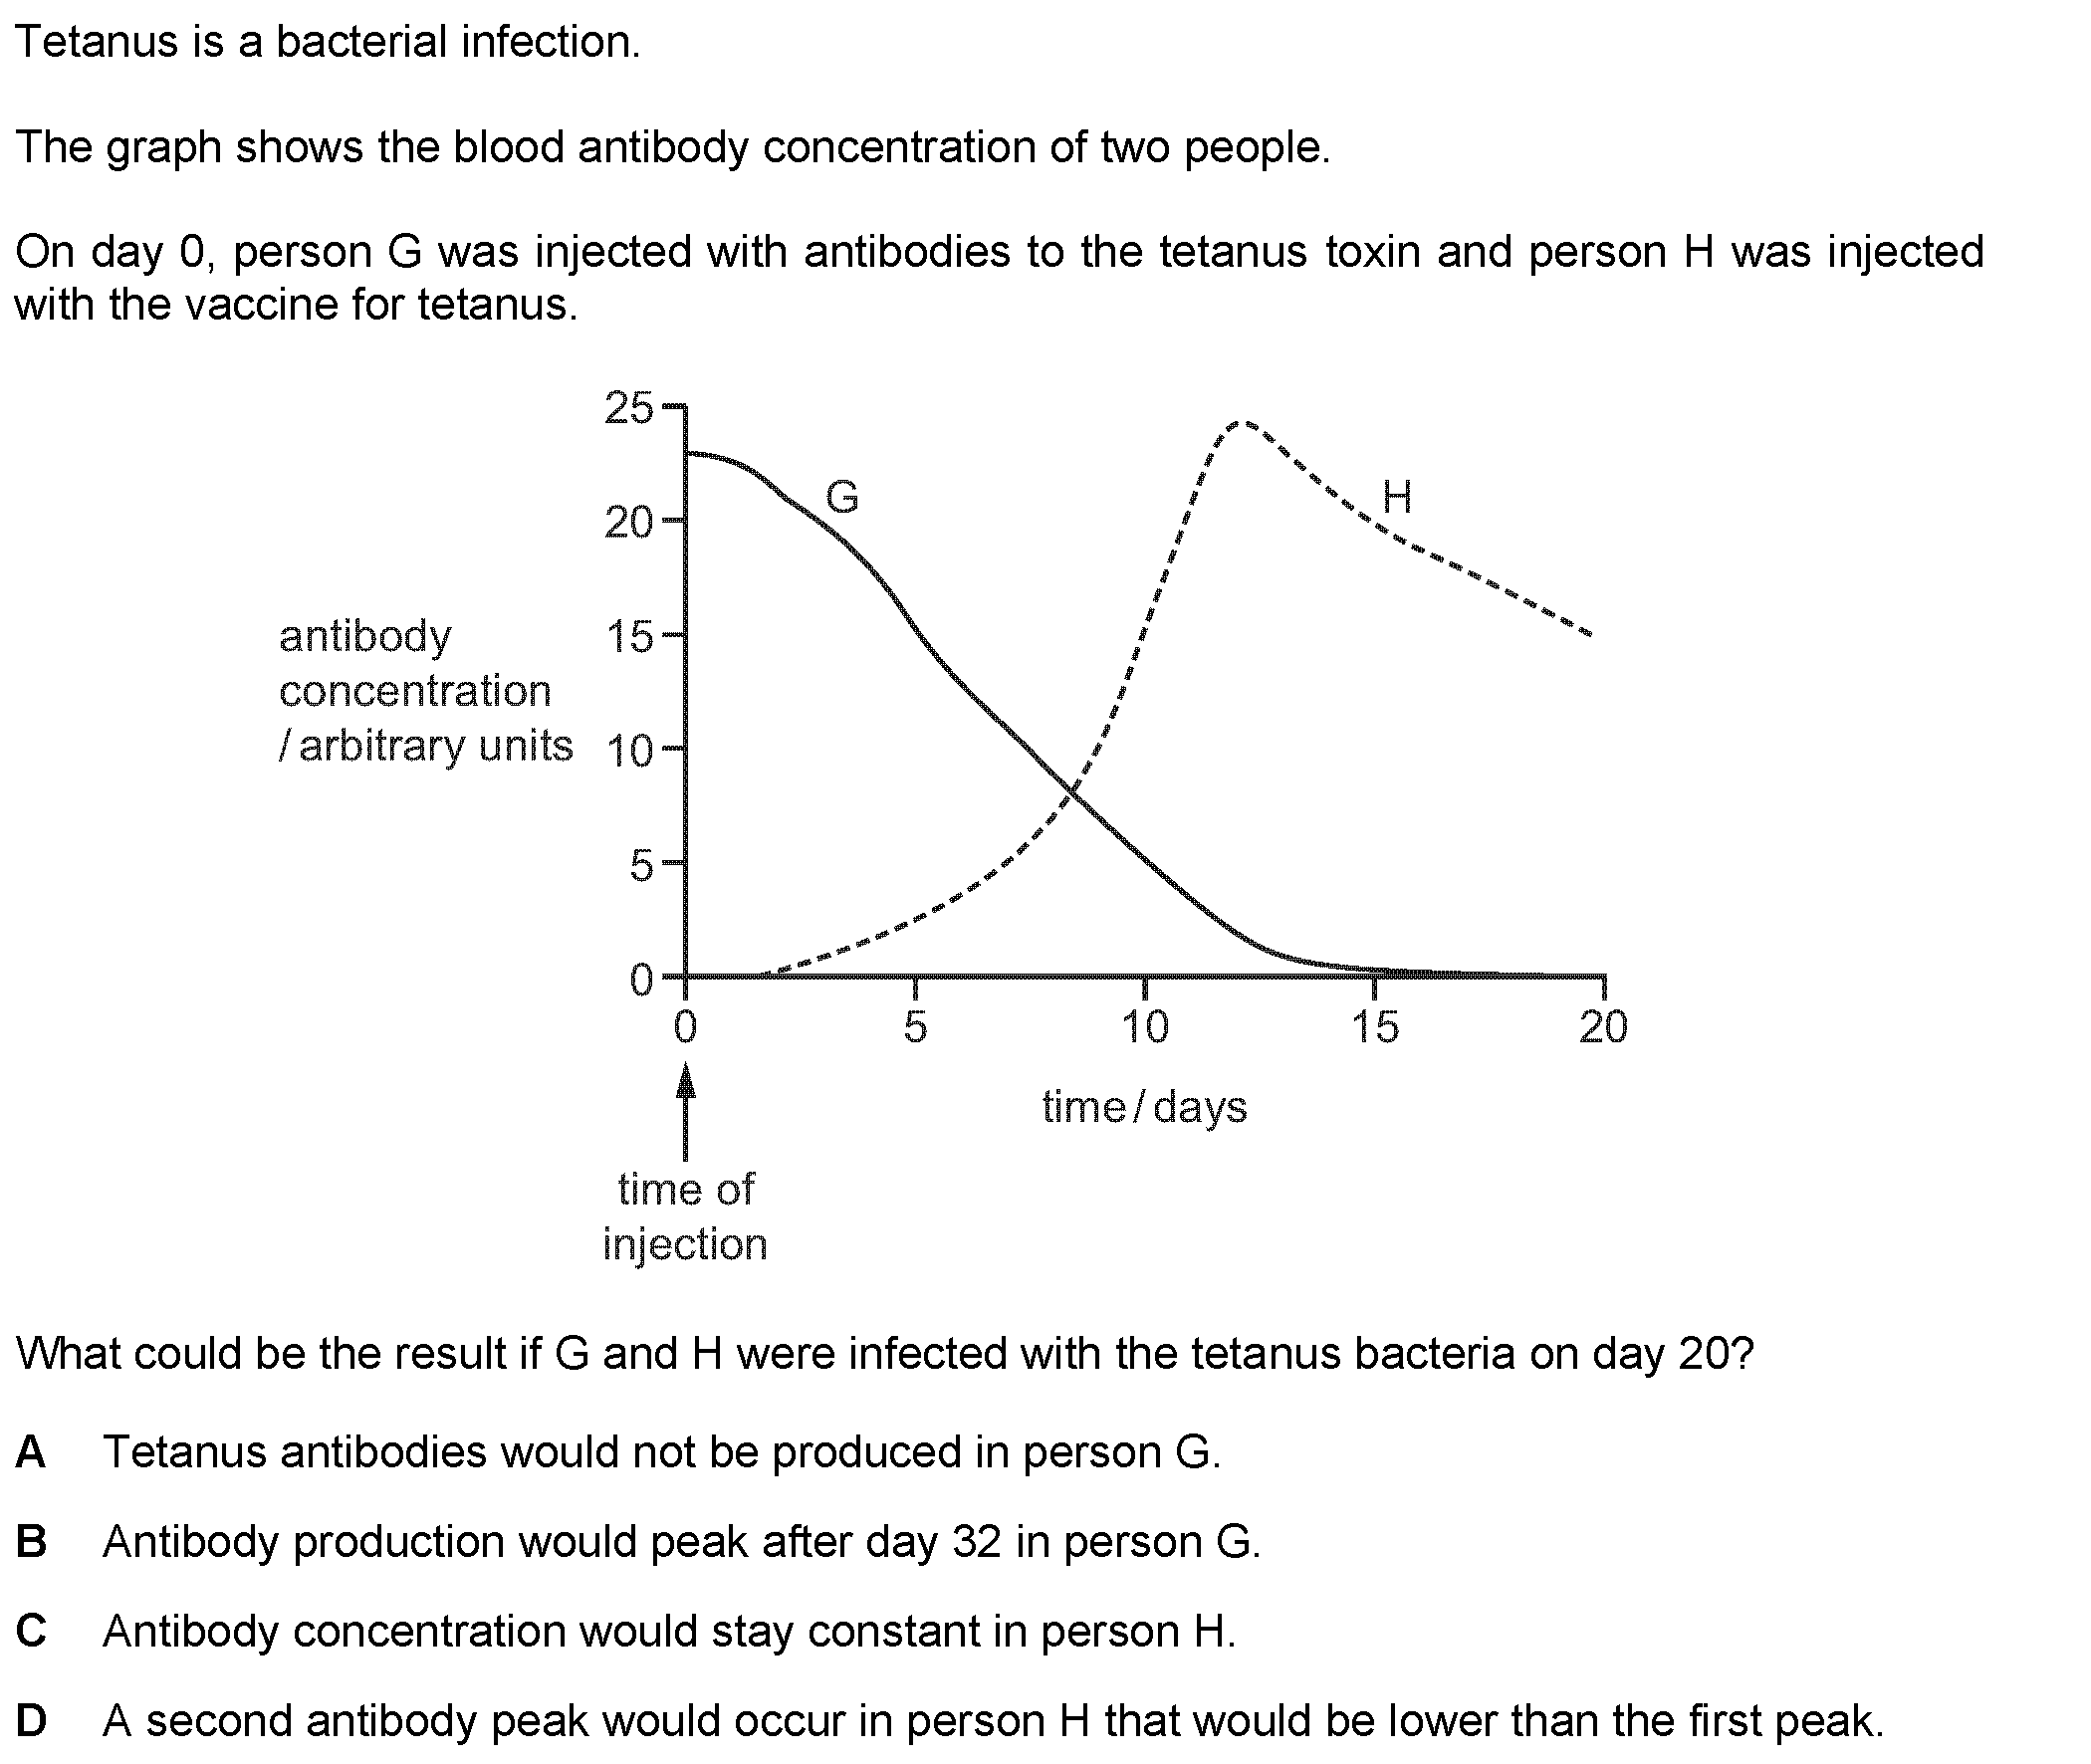 Tetanus is a bacterial infection.
The graph shows the blood antibody concentration of two people.
On day 0, person G was injected with antibodies to the tetanus toxin and person H was injected
with the vaccine for tetanus.
25
20
15
10
5
0
antibody
concentration
/ arbitrary units
G
H
0 5 10 15 20
time / days
time of
injection
What could be the result if G and H were infected with the tetanus bacteria on day 20?
A Tetanus antibodies would not be produced in person G.
B Antibody production would peak after day 32 in person G.
C Antibody concentration would stay constant in person H.
D A second antibody peak would occur in person H that would be lower than the first peak.